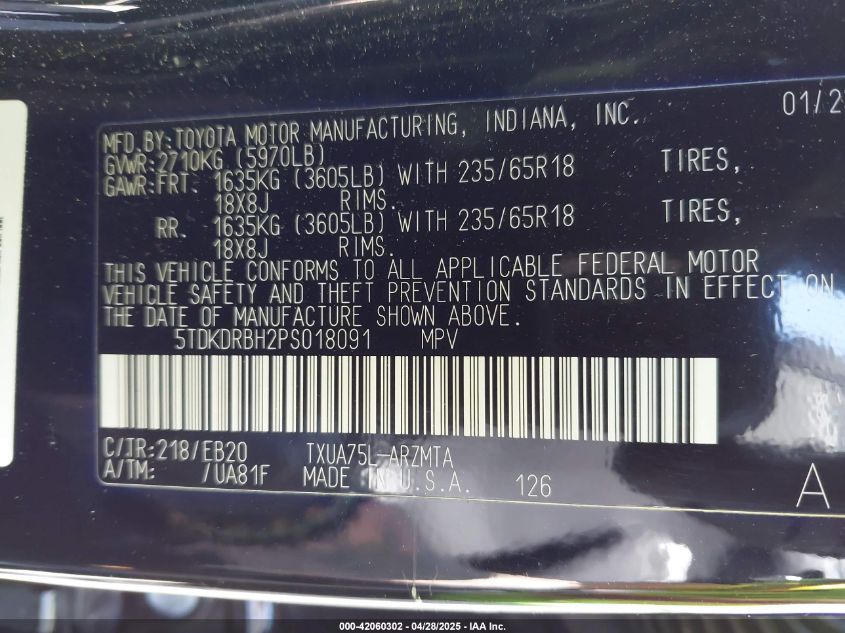 01/2
MFD.BY:TOYOTA MOTOR MANUFACTURING, INDIANA, INC.
GVWR:2710KG (5970LB)
GAWR:FRT. 1635KG (3605LB) WITH 235/65R18 TIRES,
18X8J RIMS.
RR. 1635KG (3605LB) WITH 235/65R18 TIRES,
18X8J RIMS.
THIS VEHICLE CONFORMS TO ALL APPLICABLE FEDERAL MOTOR
VEHICLE SAFETY AND THEFT PREVENTION STANDARDS IN EFFECT ON
THE DATE OF MANUFACTURE SHOWN ABOVE.
5TDKDRBH2PS018091 MPV
C/TR:218/EB20 TXUA75L-ARZMTA
A/TM: /UA81F MADE IN U.S.A. 126
A
000-42060302 - 04/28/2025 - IAA Inc.